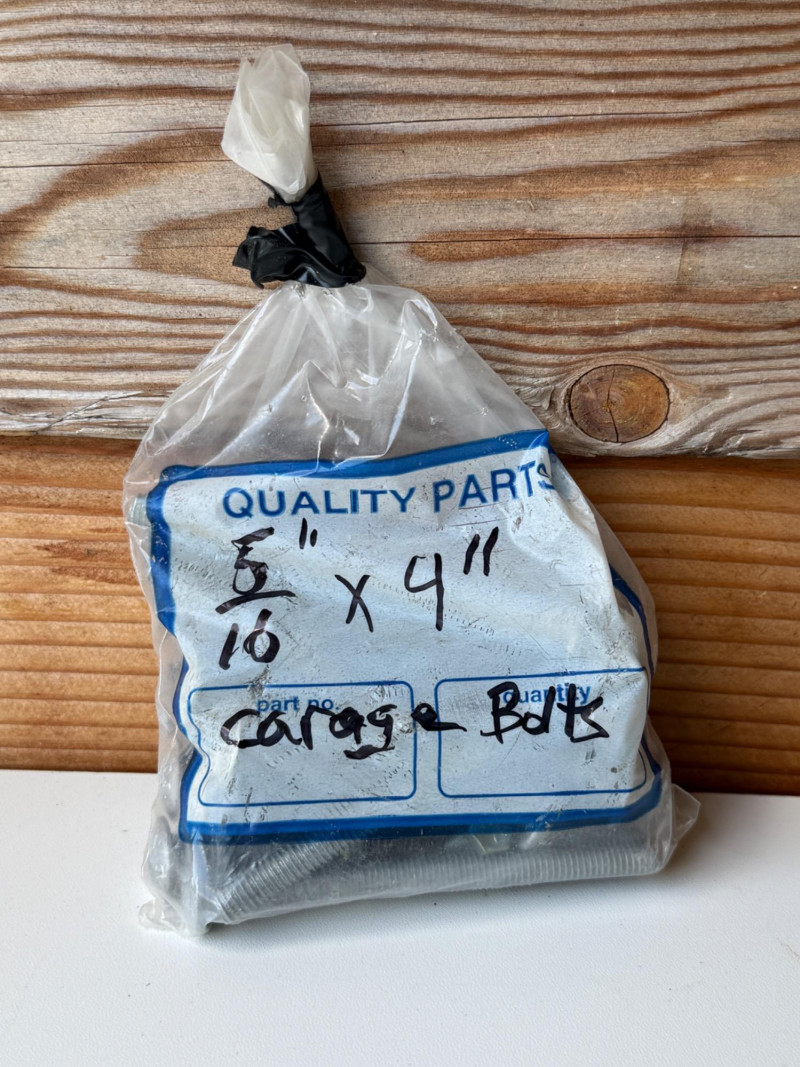 QUALITY PARTS
5/16" x 4"
part no. quantity
carage Bolts